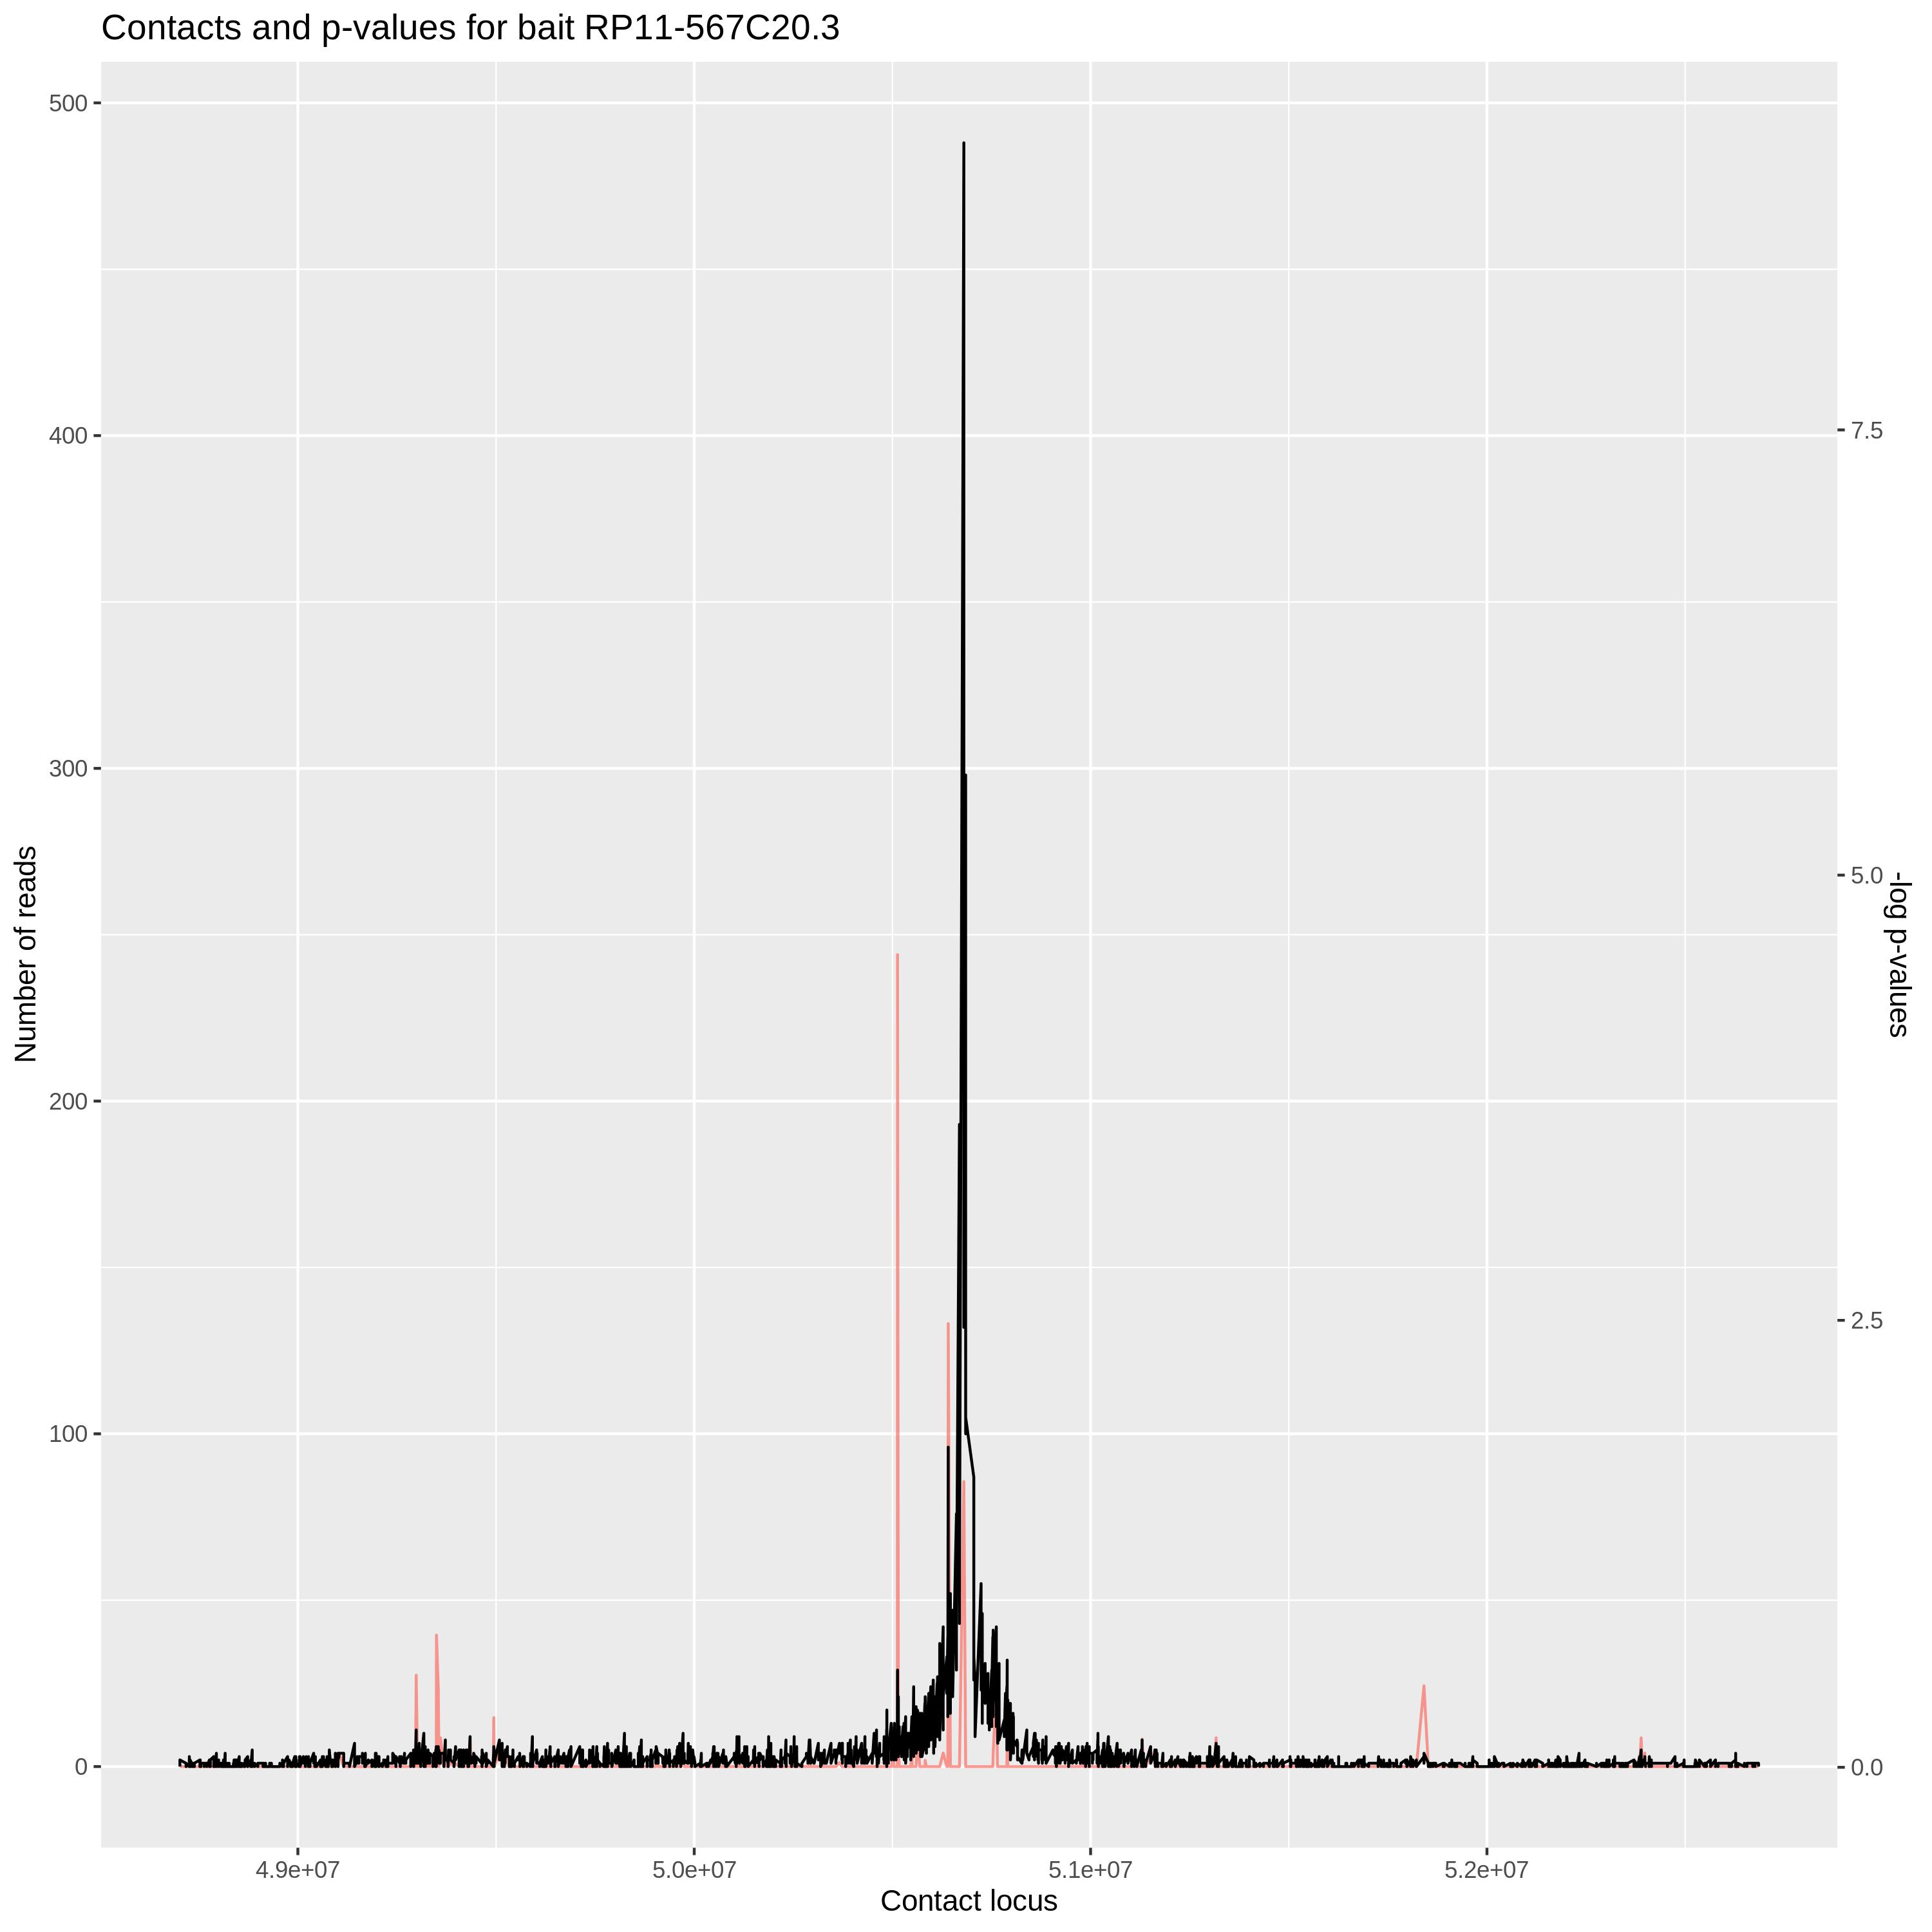 Contacts and p-values for bait RP11-567C20.3
500
400
300
200
100
0
Number of reads
7.5
5.0
2.5
0.0
-log p-values
4.9e+07 5.0e+07 5.1e+07 5.2e+07
Contact locus